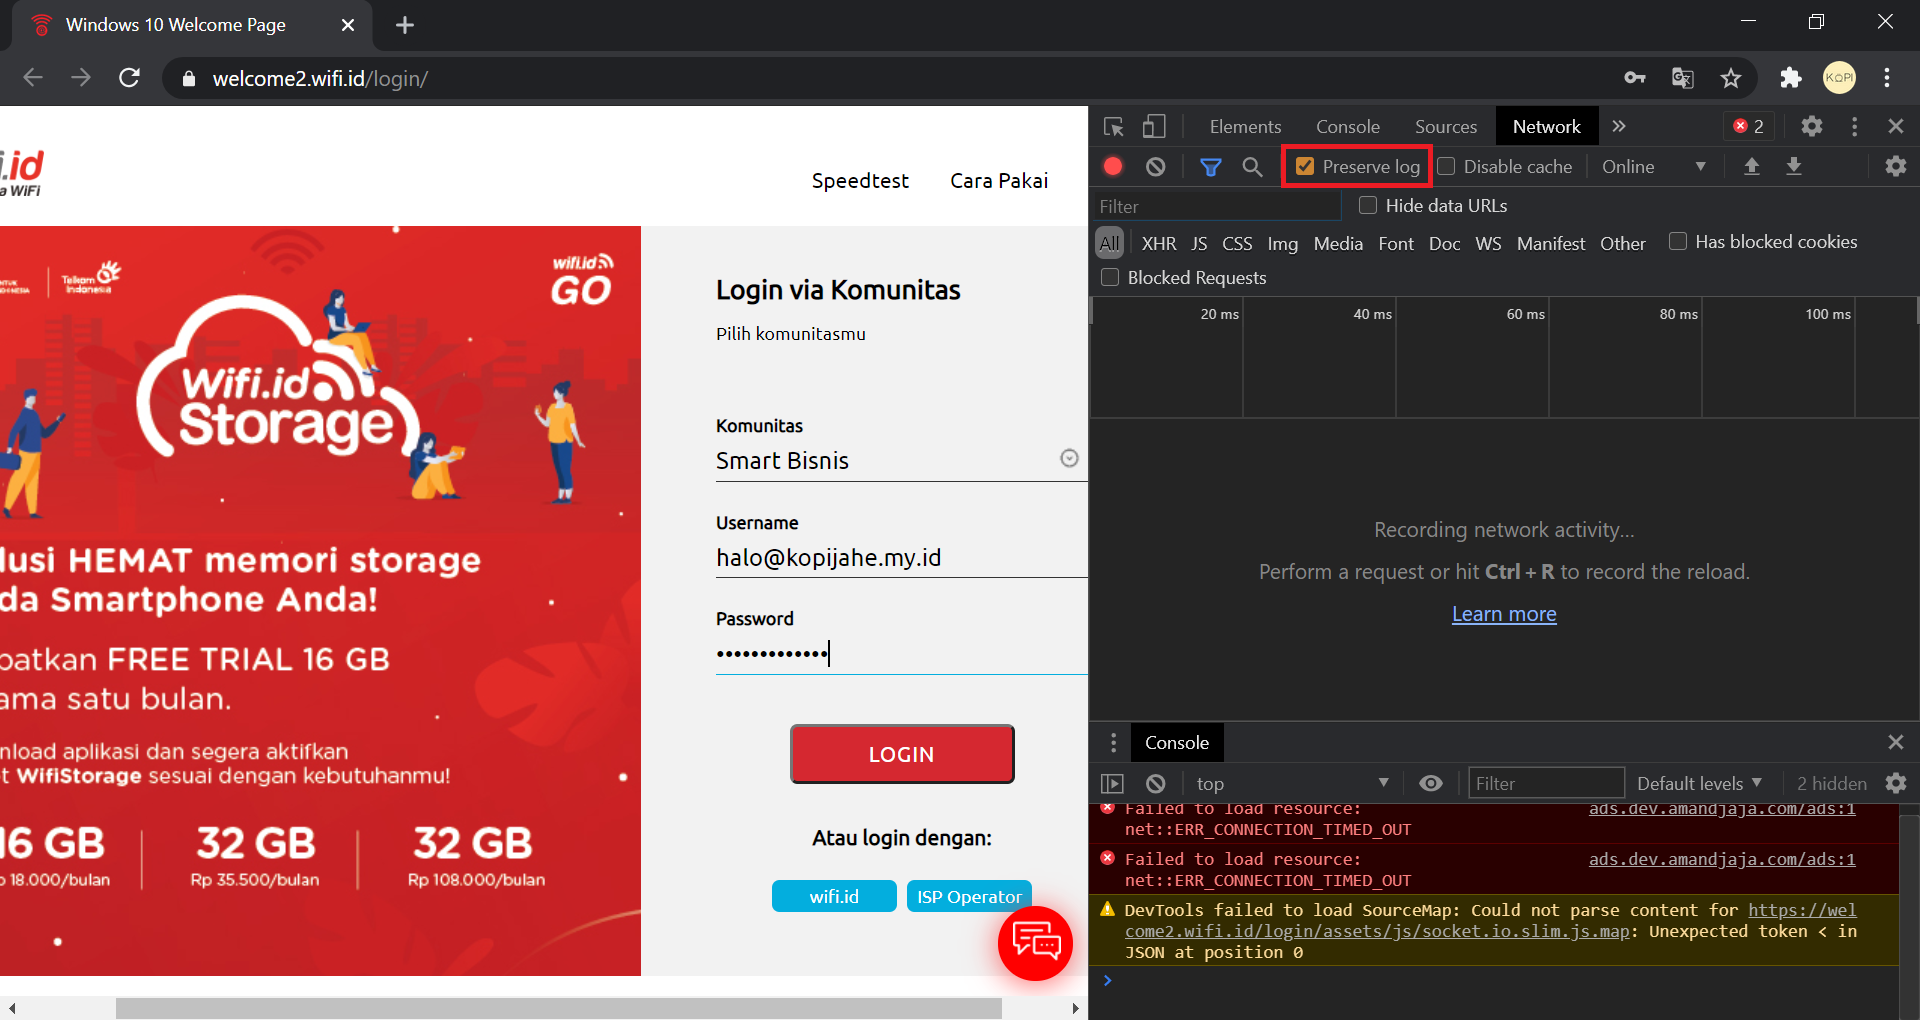 Windows 10 Welcome Page
welcome2.wifi.id/login/
KOPI
i.id
a WiFi
Speedtest
Cara Pakai
Telkom
Indonesia
wifi.id
GO
Wifi.id
Storage
lusi HEMAT memori storage
da Smartphone Anda!
patkan FREE TRIAL 16 GB
ama satu bulan.
nload aplikasi dan segera aktifkan
t WifiStorage sesuai dengan kebutuhanmu!
16 GB
32 GB
32 GB
p 18.000/bulan
Rp 35.500/bulan
Rp 108.000/bulan
Login via Komunitas
Pilih komunitasmu
Komunitas
Smart Bisnis
Username
halo@kopijahe.my.id
Password
•••••••••••••
LOGIN
Atau login dengan:
wifi.id
ISP Operator
Elements
Console
Sources
Network
2
Preserve log
Disable cache
Online
Filter
Hide data URLs
All
XHR
JS
CSS
Img
Media
Font
Doc
WS
Manifest
Other
Has blocked cookies
Blocked Requests
20 ms
40 ms
60 ms
80 ms
100 ms
Recording network activity...
Perform a request or hit Ctrl + R to record the reload.
Learn more
Console
top
Filter
Default levels
2 hidden
Failed to load resource: ads.dev.amandjaja.com/ads:1
net::ERR_CONNECTION_TIMED_OUT
Failed to load resource: ads.dev.amandjaja.com/ads:1
net::ERR_CONNECTION_TIMED_OUT
DevTools failed to load SourceMap: Could not parse content for https://wel
come2.wifi.id/login/assets/js/socket.io.slim.js.map: Unexpected token < in
JSON at position 0